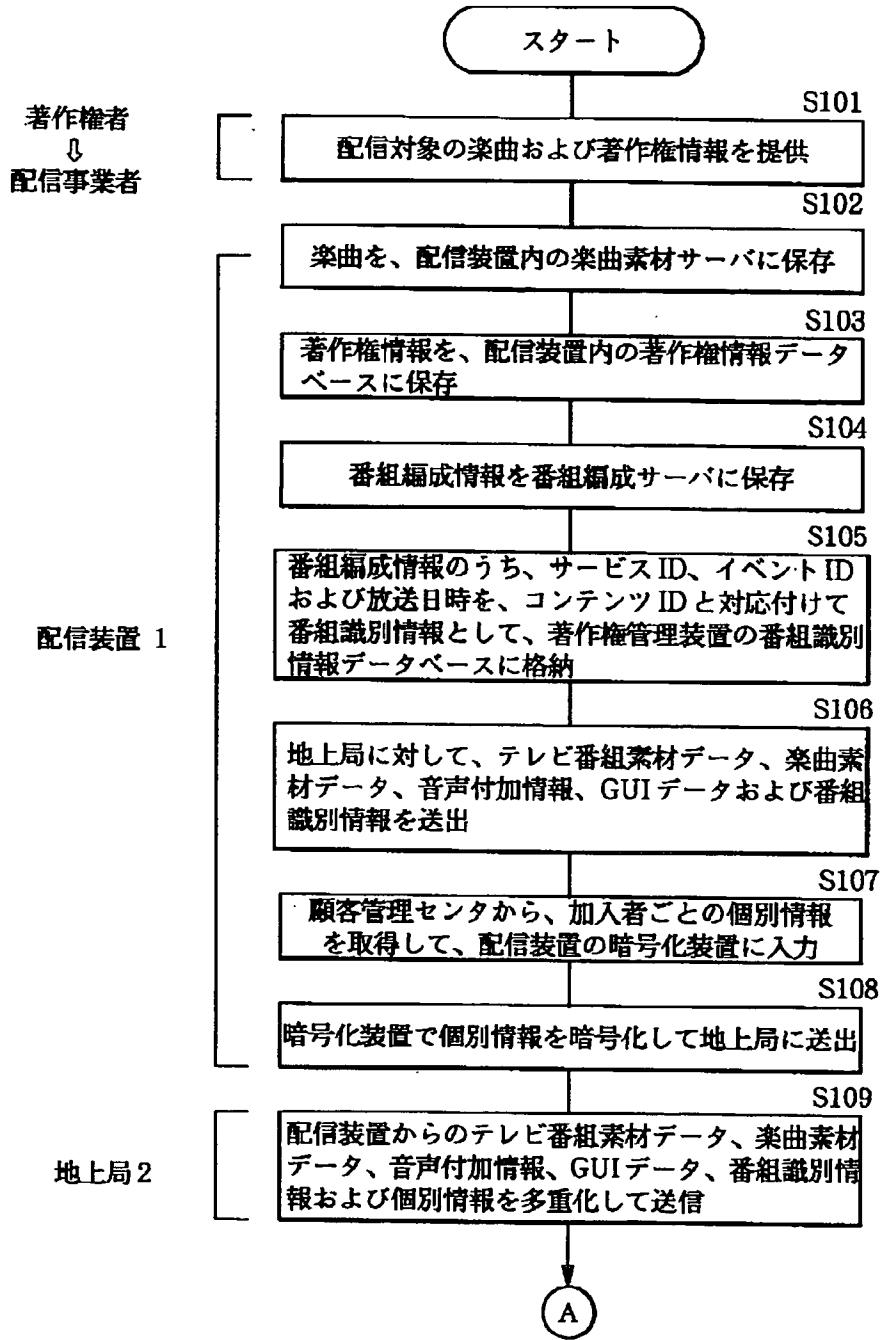 スタート
S101
著作権者
⇩
配信事業者
配信対象の楽曲および著作権情報を提供
S102
楽曲を、配信装置内の楽曲素材サーバに保存
S103
著作権情報を、配信装置内の著作権情報データ
ベースに保存
S104
番組編成情報を番組編成サーバに保存
S105
番組編成情報のうち、サービスID、イベントID
および放送日時を、コンテンツIDと対応付けて
番組識別情報として、著作権管理装置の番組識別
情報データベースに格納
配信装置 1
S106
地上局に対して、テレビ番組素材データ、楽曲素
材データ、音声付加情報、GUIデータおよび番組
識別情報を送出
S107
顧客管理センタから、加入者ごとの個別情報
を取得して、配信装置の暗号化装置に入力
S108
暗号化装置で個別情報を暗号化して地上局に送出
S109
配信装置からのテレビ番組素材データ、楽曲素材
データ、音声付加情報、GUIデータ、番組識別情
報および個別情報を多重化して送信
地上局2
A